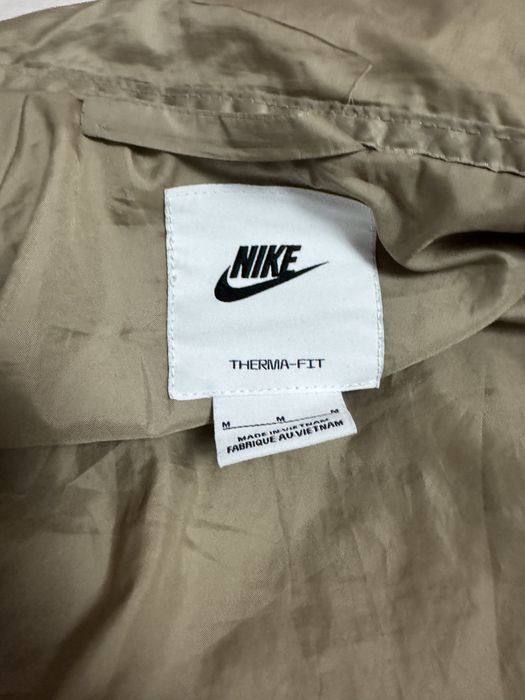 NIKE
THERMA-FIT
M M M
MADE IN VIETNAM
FABRIQUE AU VIETNAM